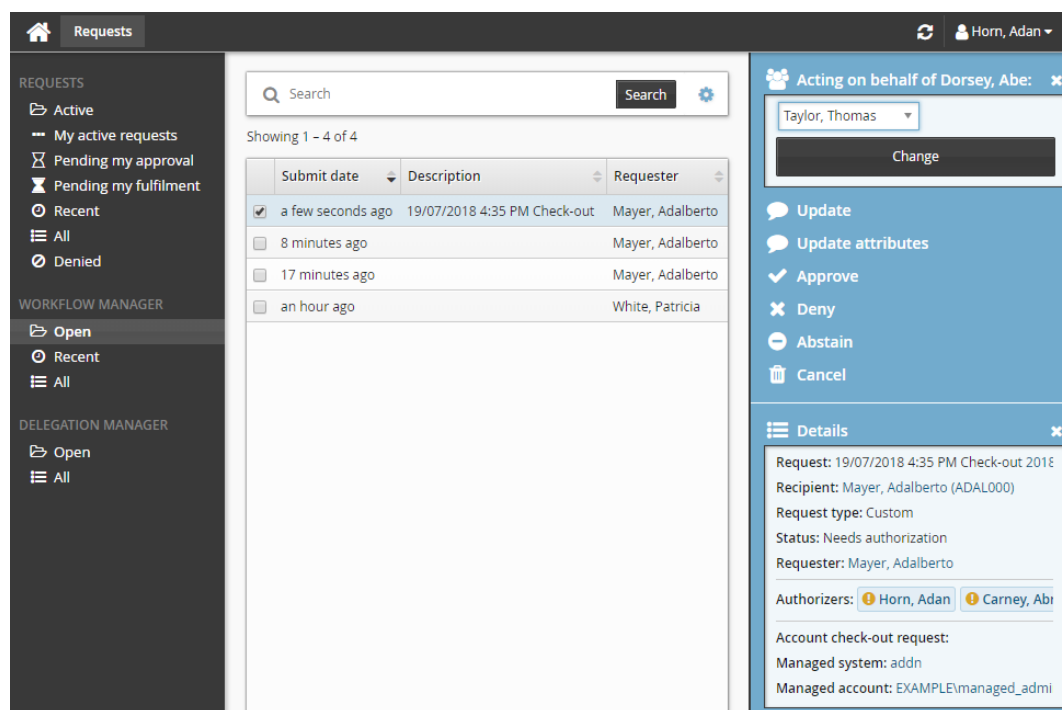 Requests
Horn, Adan
REQUESTS
Active
My active requests
Pending my approval
Pending my fulfilment
Recent
All
Denied
WORKFLOW MANAGER
Open
Recent
All
DELEGATION MANAGER
Open
All
Search Search
Showing 1 – 4 of 4
Submit date Description Requester
a few seconds ago 19/07/2018 4:35 PM Check-out Mayer, Adalberto
8 minutes ago Mayer, Adalberto
17 minutes ago Mayer, Adalberto
an hour ago White, Patricia
Acting on behalf of Dorsey, Abe:
Taylor, Thomas
Change
Update
Update attributes
Approve
Deny
Abstain
Cancel
Details
Request: 19/07/2018 4:35 PM Check-out 2018
Recipient: Mayer, Adalberto (ADAL000)
Request type: Custom
Status: Needs authorization
Requester: Mayer, Adalberto
Authorizers: Horn, Adan Carney, Abr
Account check-out request:
Managed system: addn
Managed account: EXAMPLE\managed_admi